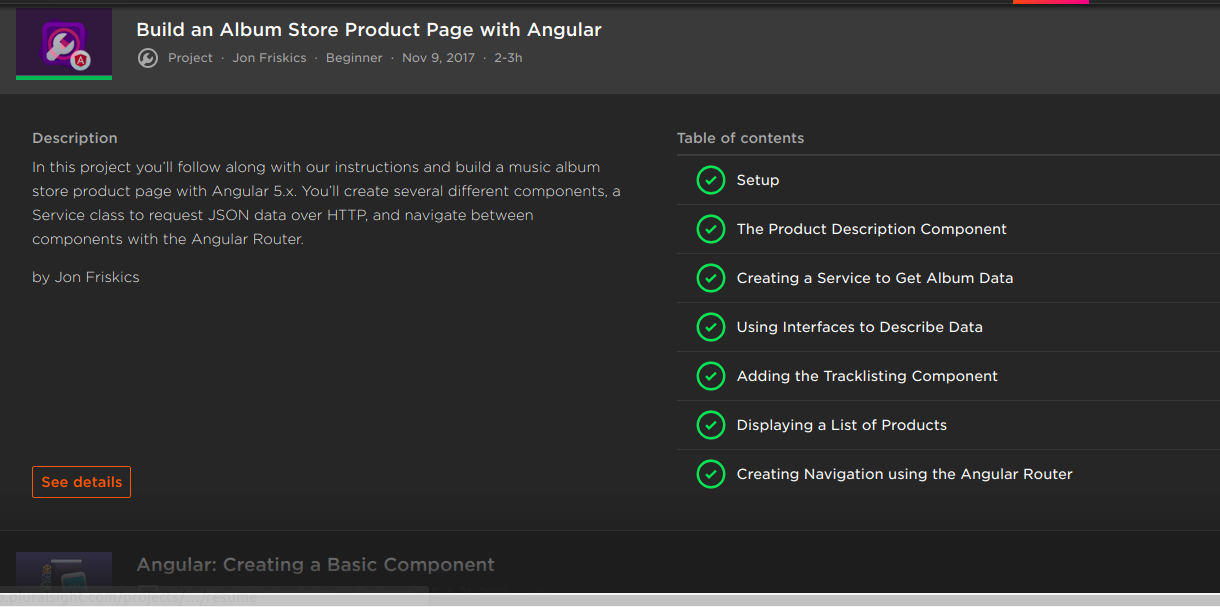 Build an Album Store Product Page with Angular
Project · Jon Friskics · Beginner · Nov 9, 2017 · 2-3h
Description
In this project you'll follow along with our instructions and build a music album
store product page with Angular 5.x. You'll create several different components, a
Service class to request JSON data over HTTP, and navigate between
components with the Angular Router.
by Jon Friskics
See details
Table of contents
Setup
The Product Description Component
Creating a Service to Get Album Data
Using Interfaces to Describe Data
Adding the Tracklisting Component
Displaying a List of Products
Creating Navigation using the Angular Router
Angular: Creating a Basic Component